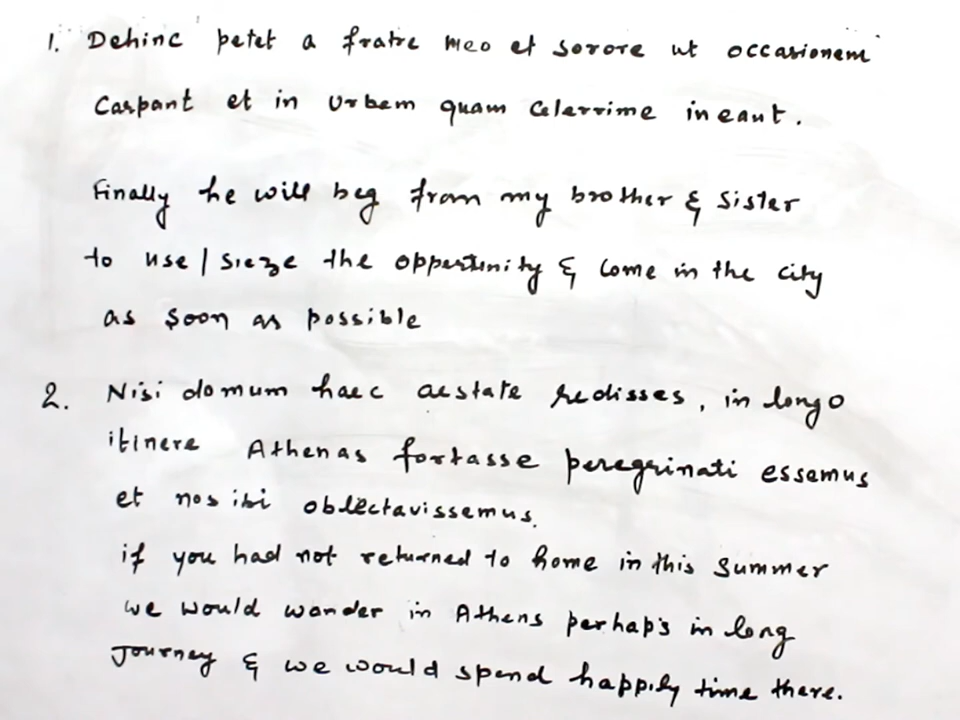 1. Dehinc petet a fratre meo et sorore ut occasionem
Carpant et in Urbem quam Celerrime ineant.
Finally he will beg from my brother & Sister
to use / Sieze the oppertinity & Come in the city
as soon as possible
2. Nisi domum haec aestate redisses, in longo
itinere Athenas fortasse peregrinati essemus
et nos ibi oblectavissemus.
if you had not returned to home in this Summer
we would wonder in Athens perhaps in long
Journey & we would spend happily time there.